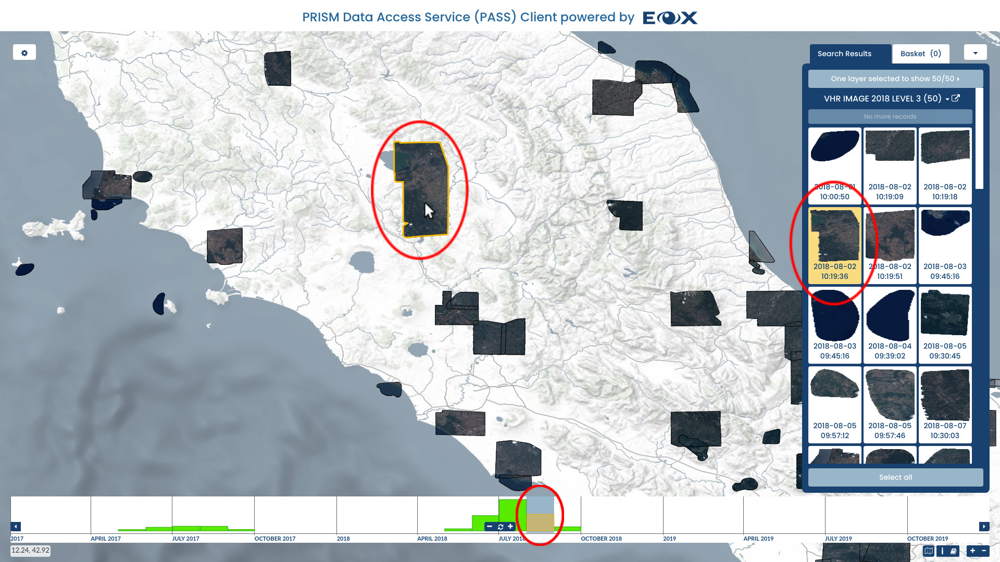 PRISM Data Access Service (PASS) Client powered by EOX
Search Results
Basket (0)
One layer selected to show 50/50
VHR IMAGE 2018 LEVEL 3 (50)
No more records
2018-08-01 10:00:50
2018-08-02 10:19:09
2018-08-02 10:19:18
2018-08-02 10:19:36
2018-08-02 10:19:51
2018-08-03 09:45:16
2018-08-03 09:45:16
2018-08-04 09:39:02
2018-08-05 09:30:45
2018-08-05 09:57:12
2018-08-05 09:57:46
2018-08-07 10:30:03
Select all
2017 APRIL 2017 JULY 2017 OCTOBER 2017 2018 APRIL 2018 JULY 2018 OCTOBER 2018 2019 APRIL 2019 JULY 2019 OCTOBER 2019
12.24, 42.92